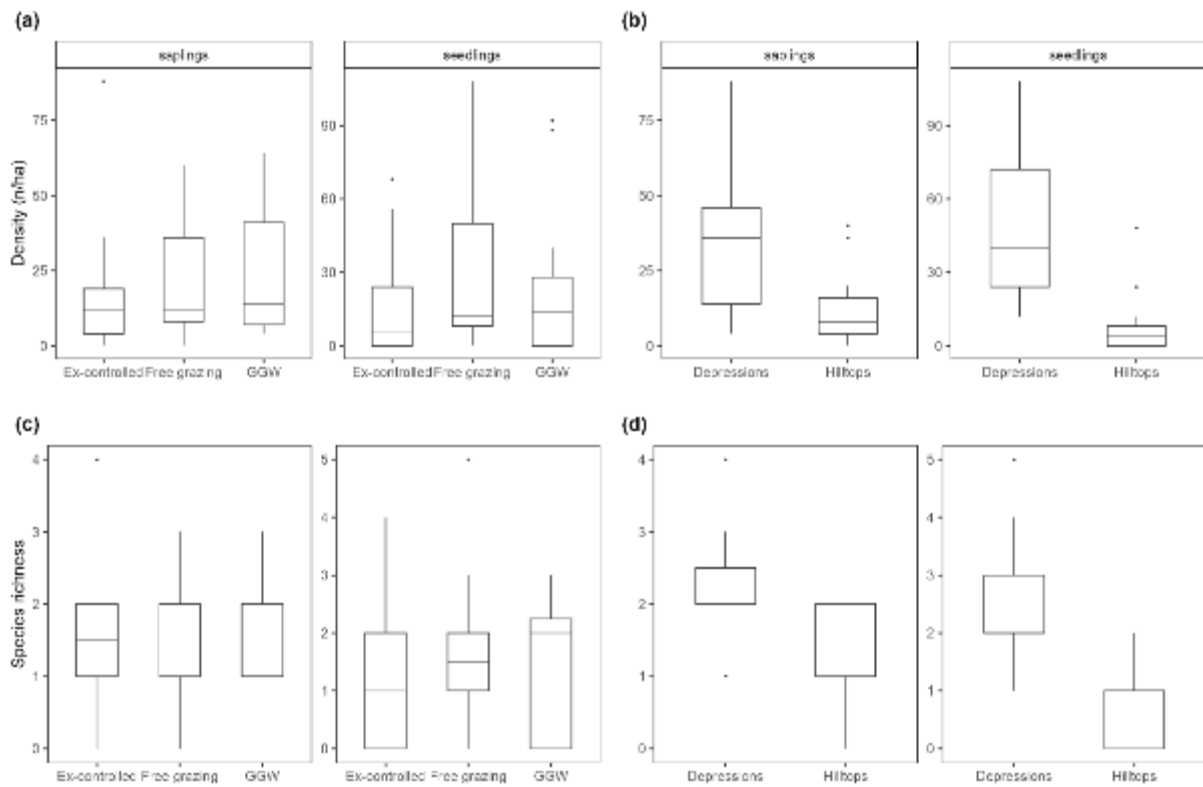 (a)
(b)
saplings
seedlings
saplings
seedlings
Density (n/ha)
75
50
25
0
90
60
30
0
75
50
25
0
90
60
30
0
Ex-controlled Free grazing GGW
Ex-controlled Free grazing GGW
Depressions Hilltops
Depressions Hilltops
(c)
(d)
Species richness
4
3
2
1
0
5
4
3
2
1
0
4
3
2
1
0
5
4
3
2
1
0
Ex-controlled Free grazing GGW
Ex-controlled Free grazing GGW
Depressions Hilltops
Depressions Hilltops